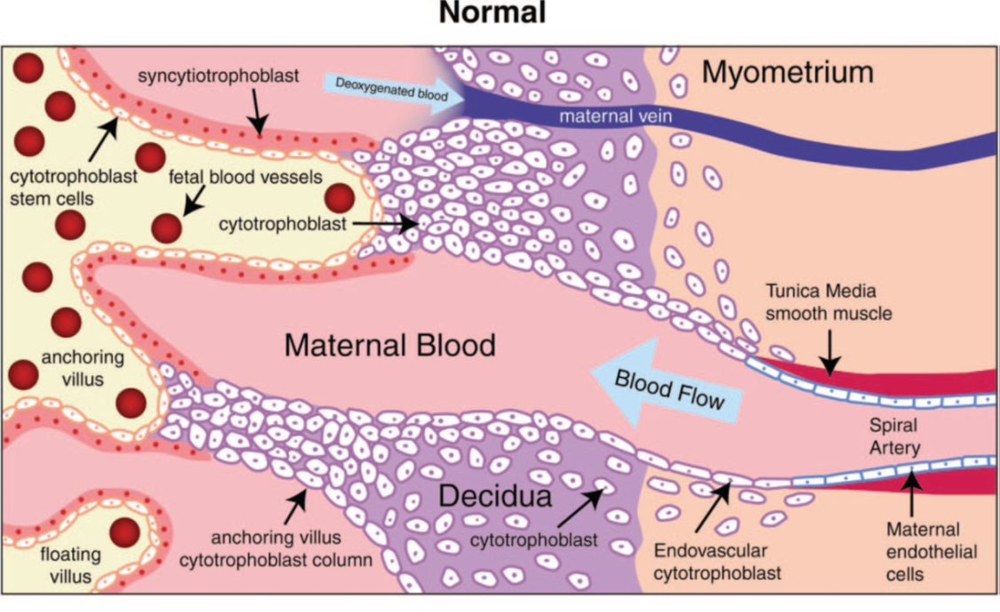 Normal
syncytiotrophoblast
Deoxygenated blood
Myometrium
maternal vein
cytotrophoblast
stem cells
fetal blood vessels
cytotrophoblast
Tunica Media
smooth muscle
Maternal Blood
anchoring
villus
Blood Flow
Spiral
Artery
Decidua
anchoring villus
cytotrophoblast column
cytotrophoblast
Endovascular
cytotrophoblast
Maternal
endothelial
cells
floating
villus